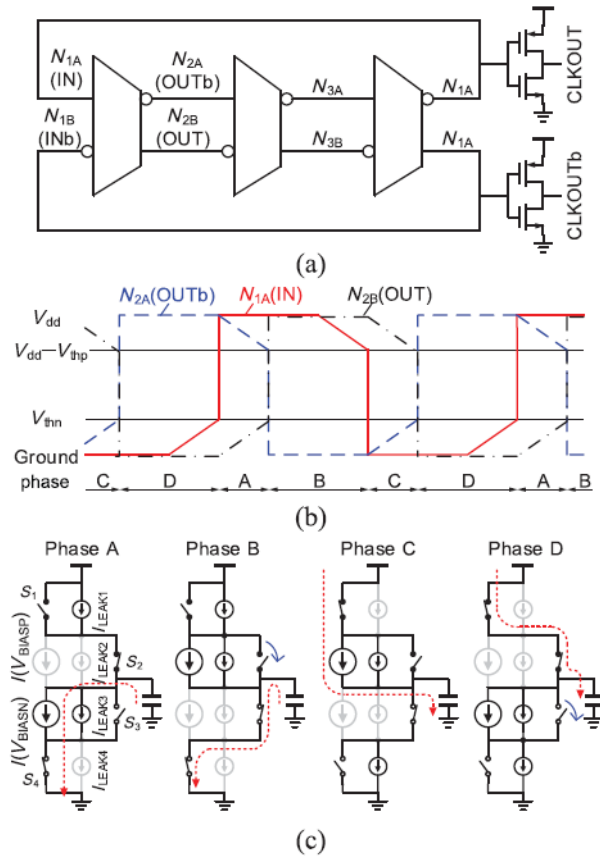 N1A
(IN)
N2A
(OUTb)
N3A
N1A
CLKOUT
N1B
(INb)
N2B
(OUT)
N3B
N1A
CLKOUTb
(a)
N2A(OUTb)
N1A(IN)
N2B(OUT)
Vdd
Vdd—Vthp
Vthn
Ground
phase
C D A B C D A B
(b)
Phase A
Phase B
Phase C
Phase D
S1
ILEAK1
I(VBIASP)
ILEAK2
S2
I(VBIASN)
ILEAK3
S3
S4
ILEAK4
(c)